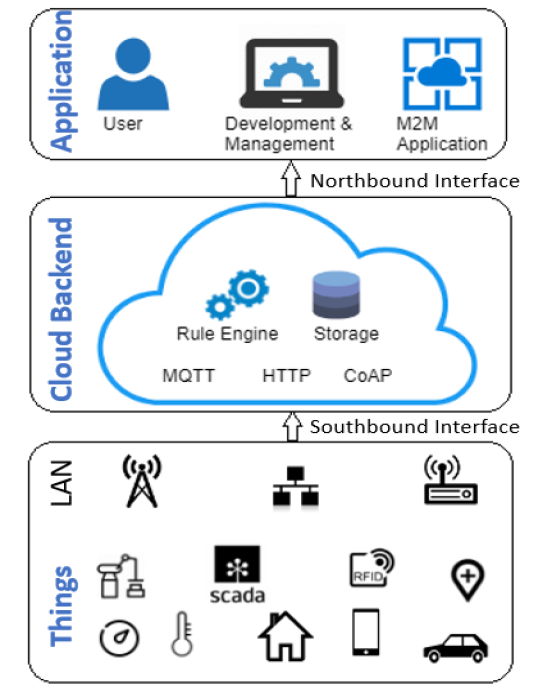 Application
User
Development &
Management
M2M
Application
Northbound Interface
Cloud Backend
Rule Engine
Storage
MQTT
HTTP
CoAP
Southbound Interface
LAN
Things
scada
RFID